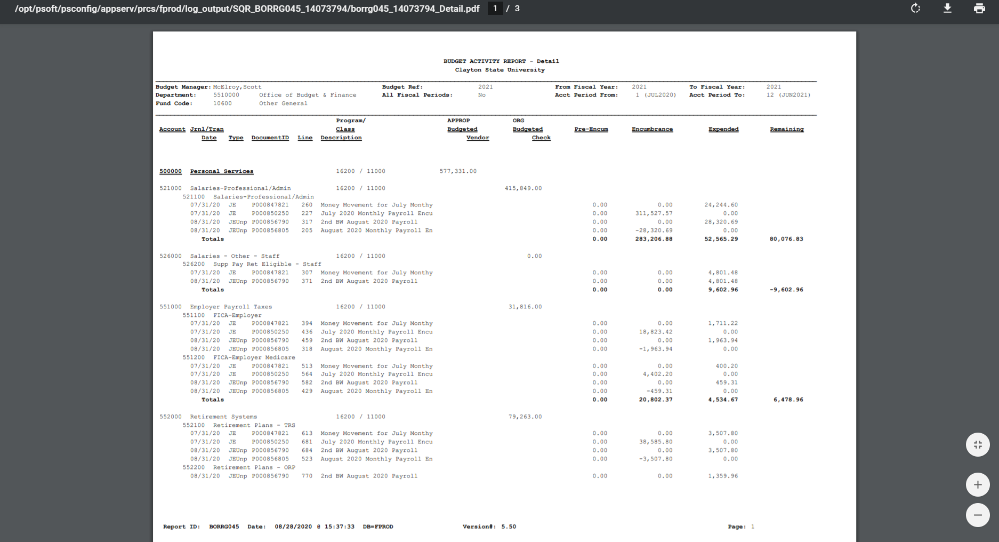 /opt/psoft/psconfig/appserv/prcs/fprod/log_output/SQR_BORRG045_14073794/borrg045_14073794_Detail.pdf 1 / 3
BUDGET ACTIVITY REPORT - Detail
Clayton State University
Budget Manager: McElroy,Scott Budget Ref: 2021 From Fiscal Year: 2021 To Fiscal Year: 2021
Department: 5510000 Office of Budget & Finance All Fiscal Periods: No Acct Period From: 1 (JUL2020) Acct Period To: 12 (JUN2021)
Fund Code: 10600 Other General
Program/ APPROP ORG
Account Jrnl/Tran Class Budgeted Budgeted Pre-Encum Encumbrance Expended Remaining
Date Type DocumentID Line Description Vendor Check
500000 Personal Services 16200 / 11000 577,331.00
521000 Salaries-Professional/Admin 16200 / 11000 415,849.00
521100 Salaries-Professional/Admin
07/31/20 JE P000847821 260 Money Movement for July Monthy 0.00 0.00 24,244.60
07/31/20 JE P000850250 227 July 2020 Monthly Payroll Encu 0.00 311,527.57 0.00
08/31/20 JEUnp P000856790 317 2nd BW August 2020 Payroll 0.00 0.00 28,320.69
08/31/20 JEUnp P000856805 205 August 2020 Monthly Payroll En 0.00 -28,320.69 0.00
Totals 0.00 283,206.88 52,565.29 80,076.83
526000 Salaries - Other - Staff 16200 / 11000 0.00
526200 Supp Pay Ret Eligible - Staff
07/31/20 JE P000847821 307 Money Movement for July Monthy 0.00 0.00 4,801.48
08/31/20 JEUnp P000856790 371 2nd BW August 2020 Payroll 0.00 0.00 4,801.48
Totals 0.00 0.00 9,602.96 -9,602.96
551000 Employer Payroll Taxes 16200 / 11000 31,816.00
551100 FICA-Employer
07/31/20 JE P000847821 394 Money Movement for July Monthy 0.00 0.00 1,711.22
07/31/20 JE P000850250 436 July 2020 Monthly Payroll Encu 0.00 18,823.42 0.00
08/31/20 JEUnp P000856790 459 2nd BW August 2020 Payroll 0.00 0.00 1,963.94
08/31/20 JEUnp P000856805 318 August 2020 Monthly Payroll En 0.00 -1,963.94 0.00
551200 FICA-Employer Medicare
07/31/20 JE P000847821 513 Money Movement for July Monthy 0.00 0.00 400.20
07/31/20 JE P000850250 564 July 2020 Monthly Payroll Encu 0.00 4,402.20 0.00
08/31/20 JEUnp P000856790 582 2nd BW August 2020 Payroll 0.00 0.00 459.31
08/31/20 JEUnp P000856805 429 August 2020 Monthly Payroll En 0.00 -459.31 0.00
Totals 0.00 20,802.37 4,534.67 6,478.96
552000 Retirement Systems 16200 / 11000 79,263.00
552100 Retirement Plans - TRS
07/31/20 JE P000847821 613 Money Movement for July Monthy 0.00 0.00 3,507.80
07/31/20 JE P000850250 681 July 2020 Monthly Payroll Encu 0.00 38,585.80 0.00
08/31/20 JEUnp P000856790 684 2nd BW August 2020 Payroll 0.00 0.00 3,507.80
08/31/20 JEUnp P000856805 523 August 2020 Monthly Payroll En 0.00 -3,507.80 0.00
552200 Retirement Plans - ORP
08/31/20 JEUnp P000856790 770 2nd BW August 2020 Payroll 0.00 0.00 1,359.96
Report ID: BORRG045 Date: 08/28/2020 @ 15:37:33 DB=FPROD Version#: 5.50 Page: 1